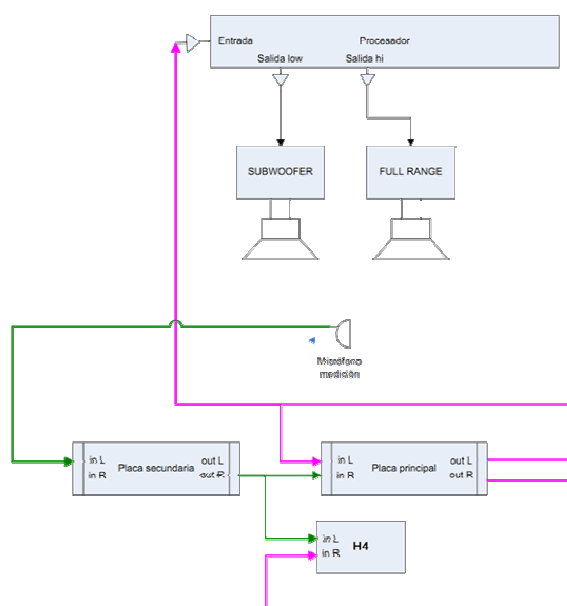 Entrada
Procesador
Salida low
Salida hi
SUBWOOFER
FULL RANGE
Micrófono
medición
in L
in R
Placa secundaria
out L
out R
in L
in R
Placa principal
out L
out R
in L
in R
H4